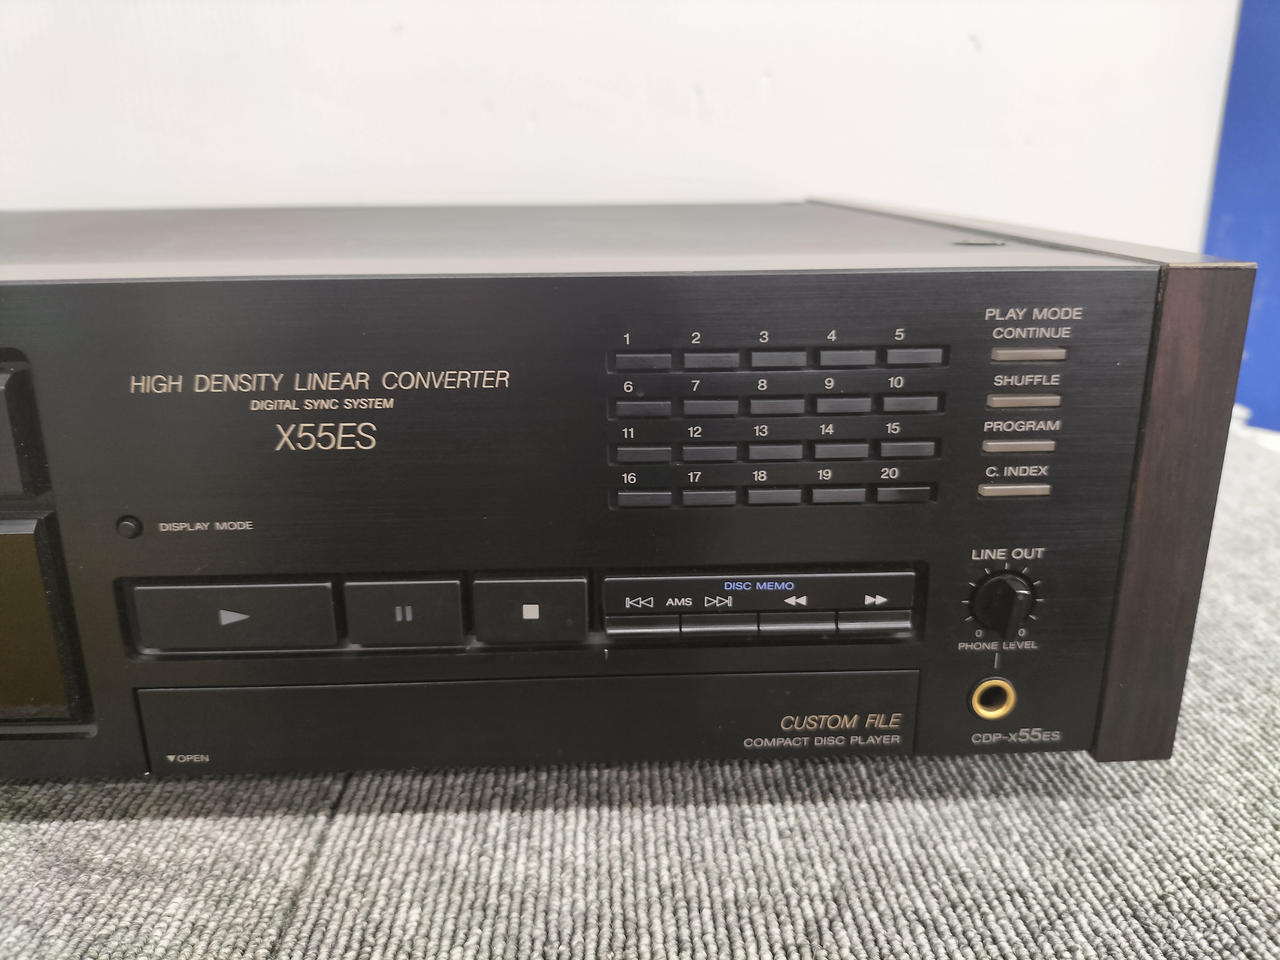 HIGH DENSITY LINEAR CONVERTER
DIGITAL SYNC SYSTEM
X55ES
DISPLAY MODE
1 2 3 4 5
6 7 8 9 10
11 12 13 14 15
16 17 18 19 20
PLAY MODE
CONTINUE
SHUFFLE
PROGRAM
C. INDEX
DISC MEMO
AMS
LINE OUT
0 0
PHONE LEVEL
▼OPEN
CUSTOM FILE
COMPACT DISC PLAYER
CDP-X55ES